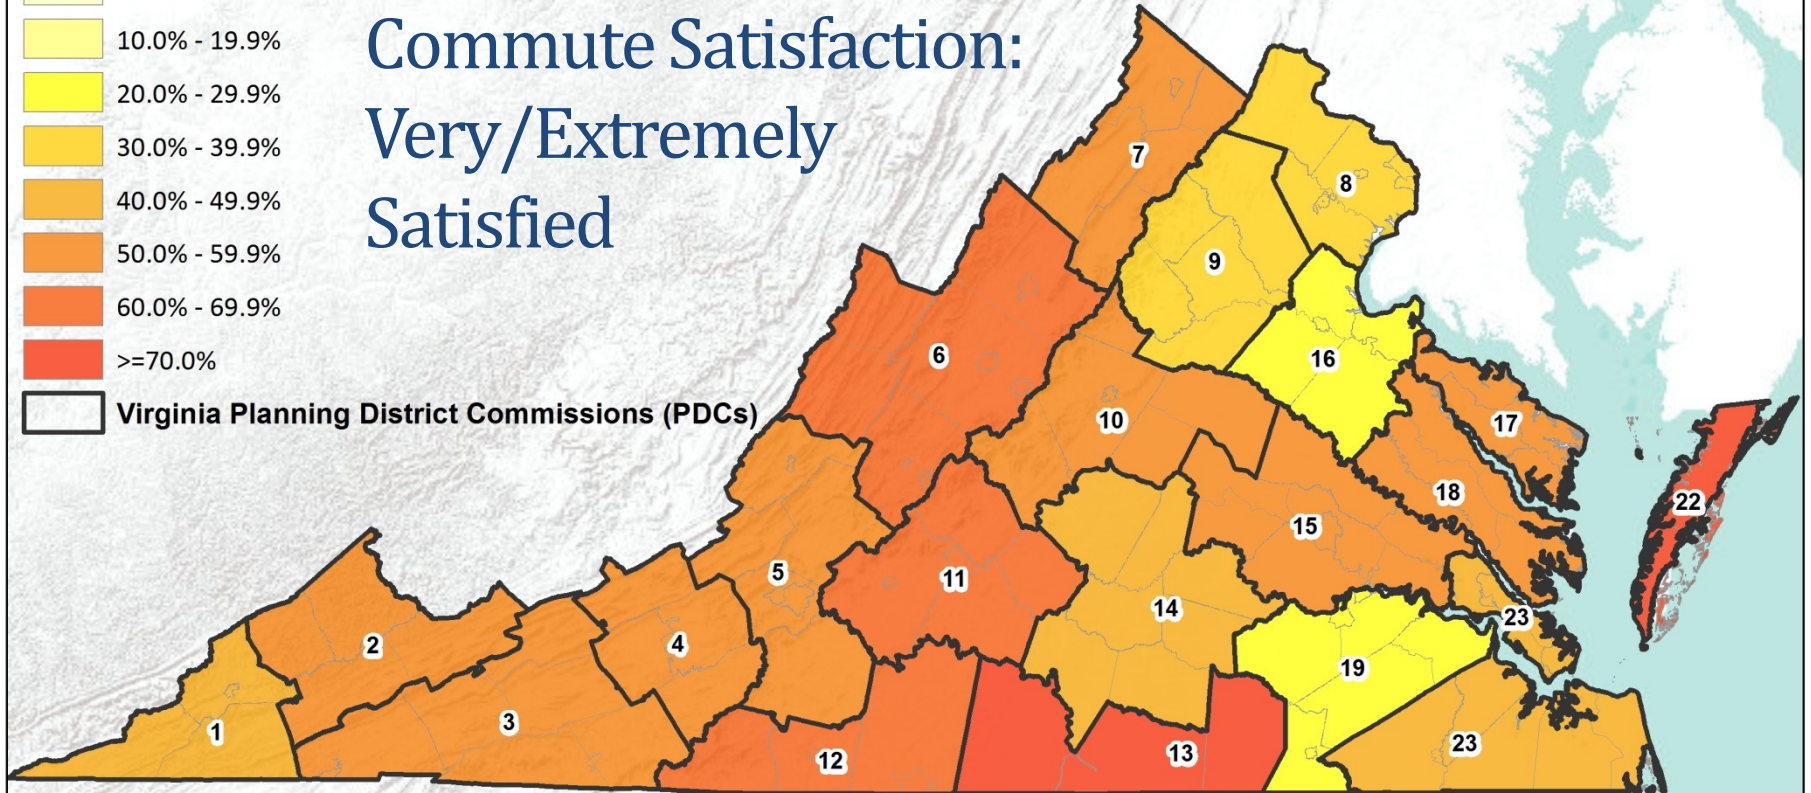 Commute Satisfaction:
Very/Extremely
Satisfied
10.0% - 19.9%
20.0% - 29.9%
30.0% - 39.9%
40.0% - 49.9%
50.0% - 59.9%
60.0% - 69.9%
>=70.0%
Virginia Planning District Commissions (PDCs)
7
8
9
6
16
10
17
18
22
15
5
11
14
23
2
4
19
3
1
23
13
12